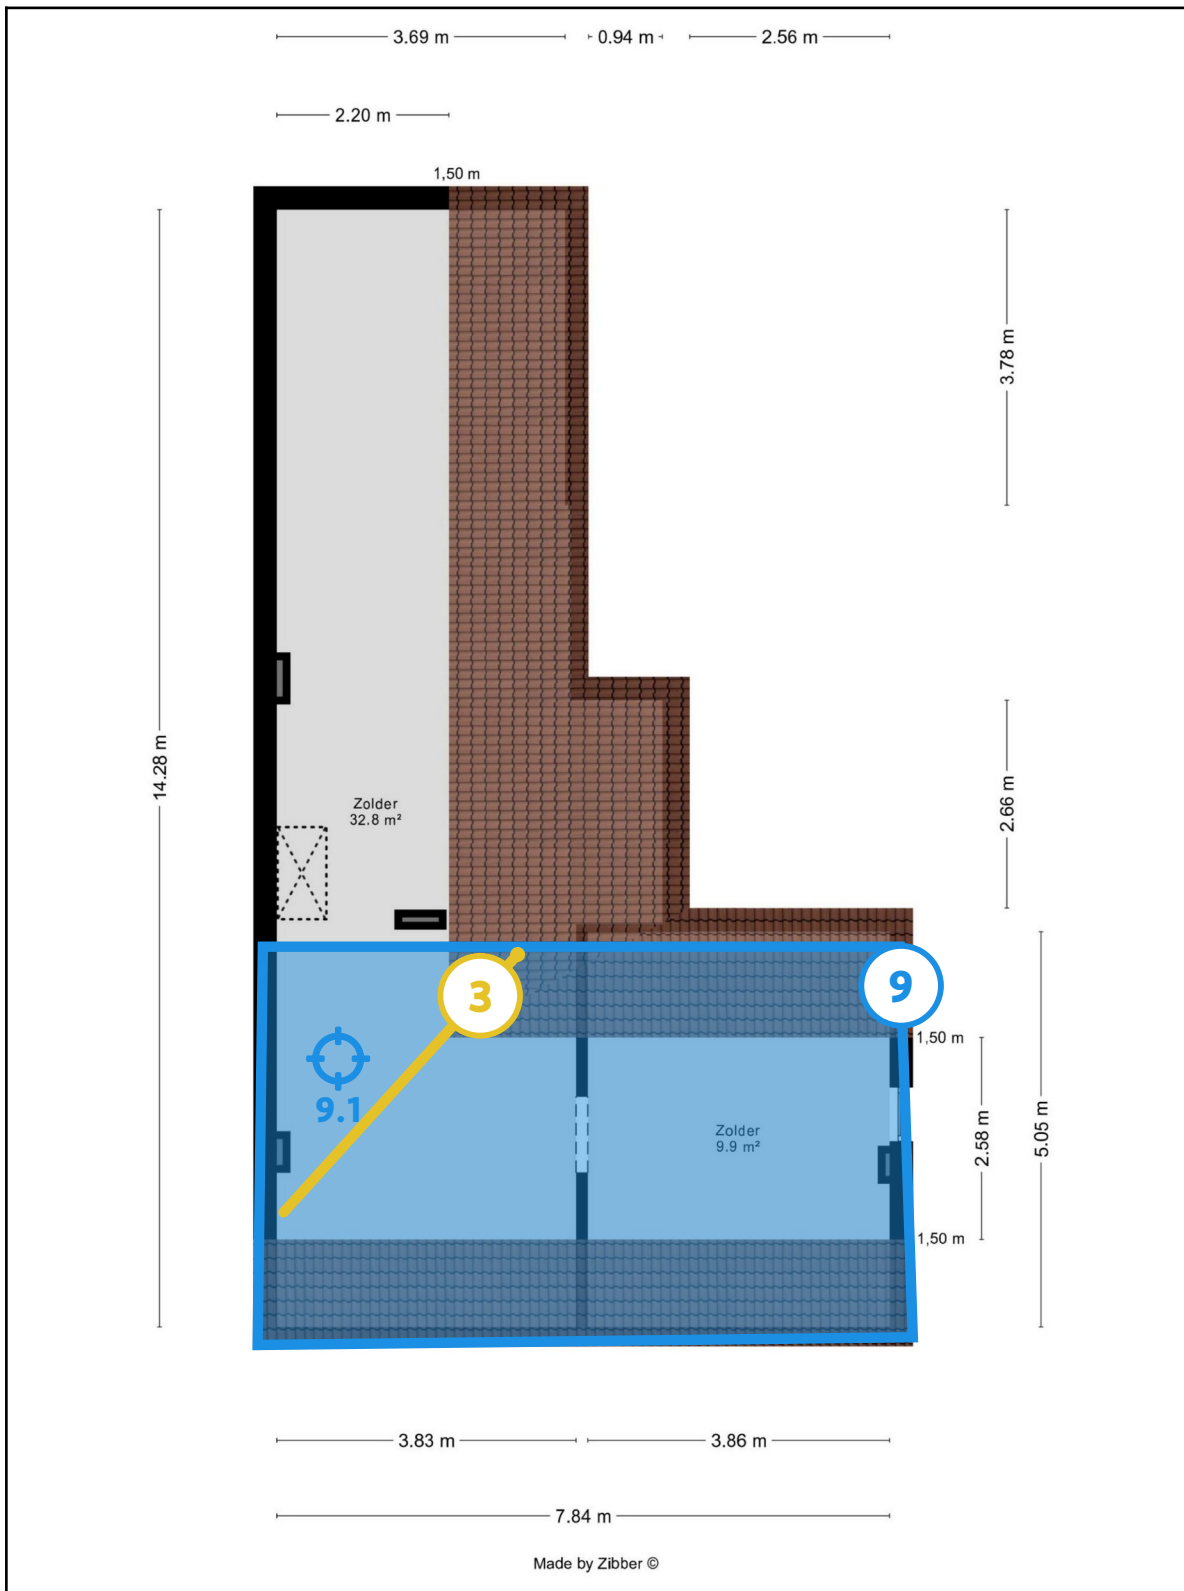 3.69 m
0.94 m
2.56 m
2.20 m
1,50 m
3.78 m
14.28 m
2.66 m
Zolder
32.8 m²
3
9
1,50 m
9.1
Zolder
9.9 m²
2.58 m
5.05 m
1,50 m
3.83 m
3.86 m
7.84 m
Made by Zibber ©